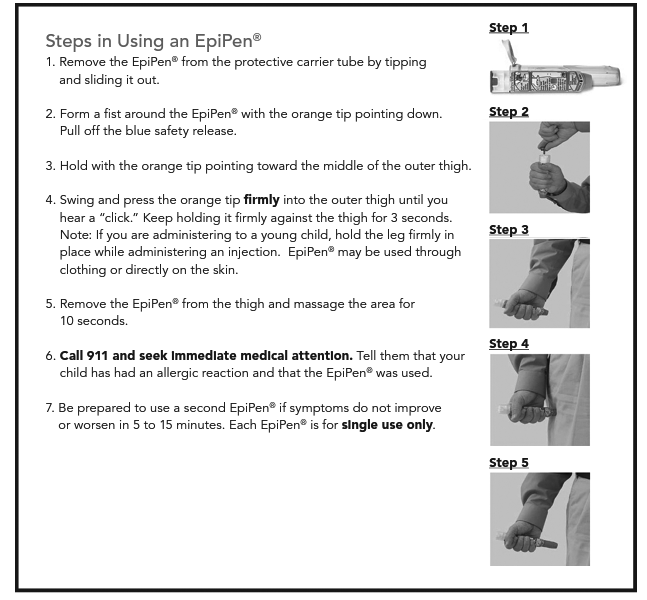 Steps in Using an EpiPen®
1. Remove the EpiPen® from the protective carrier tube by tipping
and sliding it out.
2. Form a fist around the EpiPen® with the orange tip pointing down.
Pull off the blue safety release.
3. Hold with the orange tip pointing toward the middle of the outer thigh.
4. Swing and press the orange tip firmly into the outer thigh until you
hear a “click.” Keep holding it firmly against the thigh for 3 seconds.
Note: If you are administering to a young child, hold the leg firmly in
place while administering an injection. EpiPen® may be used through
clothing or directly on the skin.
5. Remove the EpiPen® from the thigh and massage the area for
10 seconds.
6. Call 911 and seek immediate medical attention. Tell them that your
child has had an allergic reaction and that the EpiPen® was used.
7. Be prepared to use a second EpiPen® if symptoms do not improve
or worsen in 5 to 15 minutes. Each EpiPen® is for single use only.
Step 1
Step 2
Step 3
Step 4
Step 5